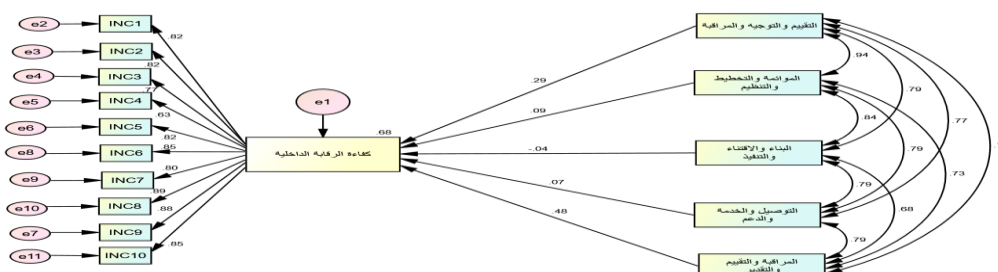 e2
INC1
.82
e3
INC2
.82
e4
INC3
.77
e5
INC4
.63
e6
INC5
.82
e8
INC6
.85
e9
INC7
.80
e10
INC8
.89
e7
INC9
.88
e11
INC10
.85
e1
.68
كفاءة الرقابة الداخلية
.29
.09
-.04
.07
.48
التقييم والتوجيه والمراقبة
الموائمة والتخطيط
والتنظيم
البناء والاقتناء
والتنفيذ
التوصيل والخدمة
والدعم
المراقبة والتقييم
والتقدير
.94
.79
.84
.77
.79
.73
.79
.68
.79